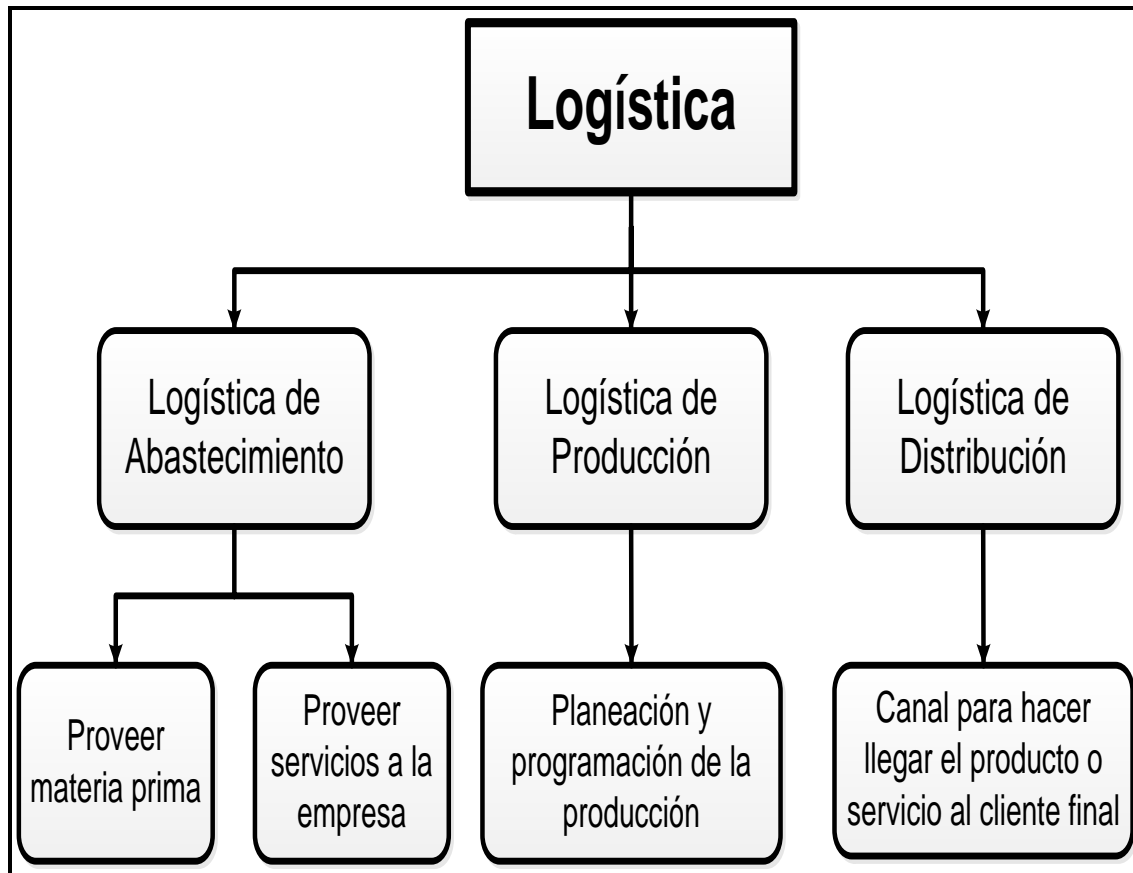 Logística
Logística de
Abastecimiento
Logística de
Producción
Logística de
Distribución
Proveer
materia prima
Proveer
servicios a la
empresa
Planeación y
programación de la
producción
Canal para hacer
llegar el producto o
servicio al cliente final